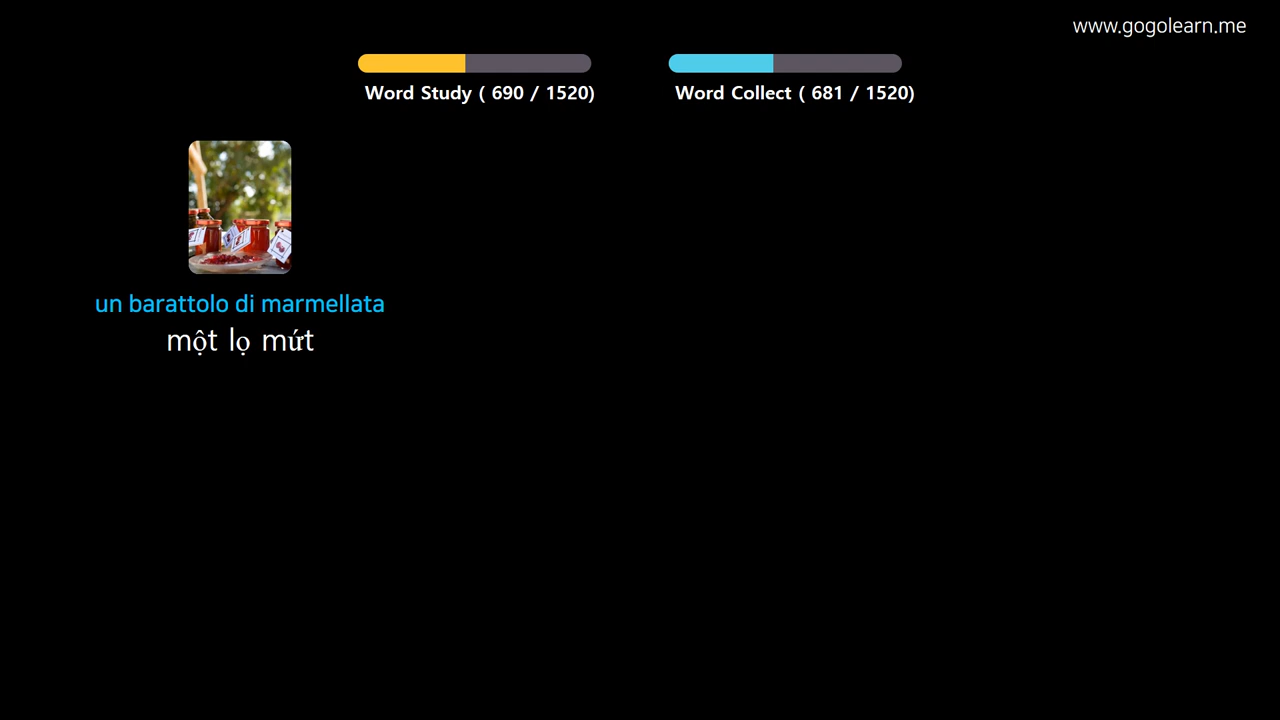 www.gogolearn.me
Word Study ( 690 / 1520)
Word Collect ( 681 / 1520)
un barattolo di marmellata
một lọ mứt